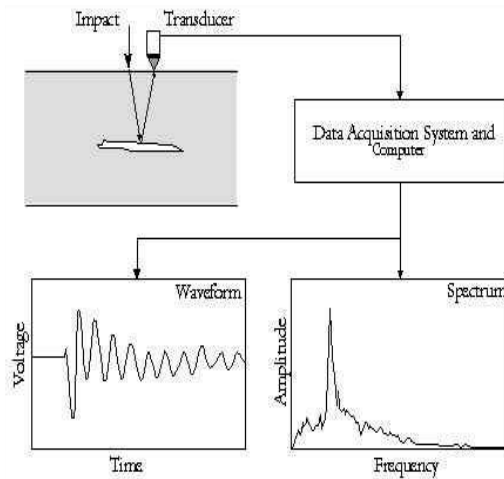 Impact Transducer
Data Acquisition System and
Computer
Waveform
Voltage
Time
Spectrum
Amplitude
Frequency